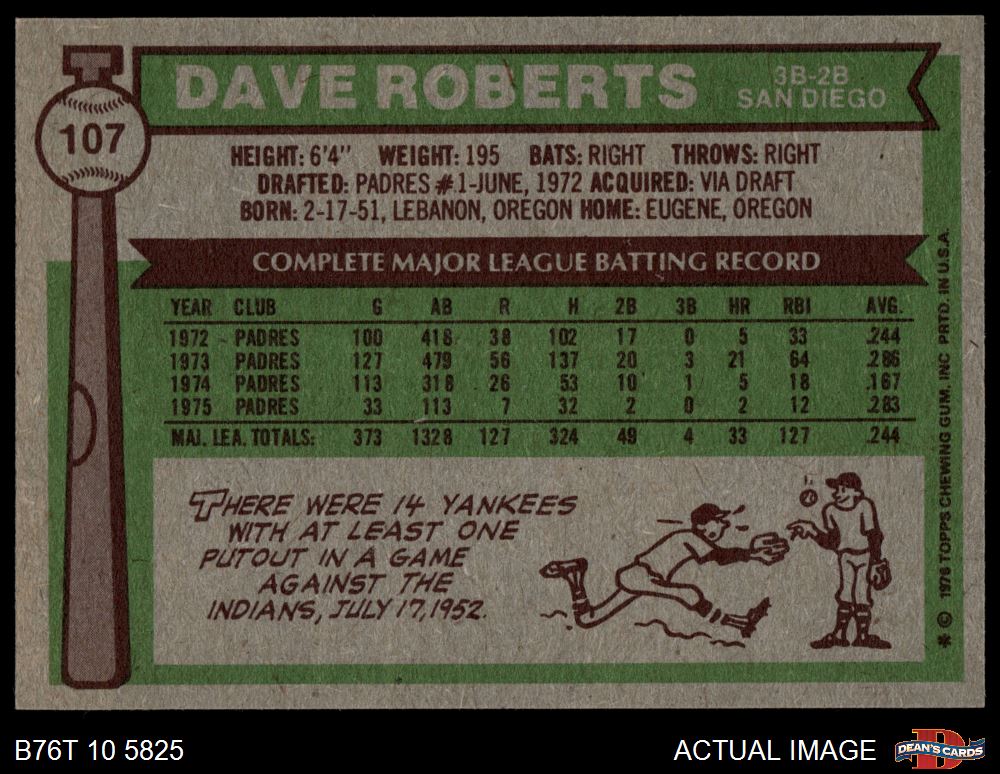 107
DAVE ROBERTS
3B-2B
SAN DIEGO
HEIGHT: 6'4" WEIGHT: 195 BATS: RIGHT THROWS: RIGHT
DRAFTED: PADRES #1-JUNE, 1972 ACQUIRED: VIA DRAFT
BORN: 2-17-51, LEBANON, OREGON HOME: EUGENE, OREGON
COMPLETE MAJOR LEAGUE BATTING RECORD
YEAR CLUB G AB R H 2B 3B HR RBI AVG.
1972 PADRES 100 418 38 102 17 0 5 33 .244
1973 PADRES 127 479 56 137 20 3 21 64 .286
1974 PADRES 113 318 26 53 10 1 5 18 .167
1975 PADRES 33 113 7 32 2 0 2 12 .283
MAJ. LEA. TOTALS: 373 1328 127 324 49 4 33 127 .244
THERE WERE 14 YANKEES
WITH AT LEAST ONE
PUTOUT IN A GAME
AGAINST THE
INDIANS, JULY 17, 1952.
* © 1976 TOPPS CHEWING GUM, INC PRTD. IN U.S.A.
B76T 10 5825
ACTUAL IMAGE
D
DEAN'S CARDS